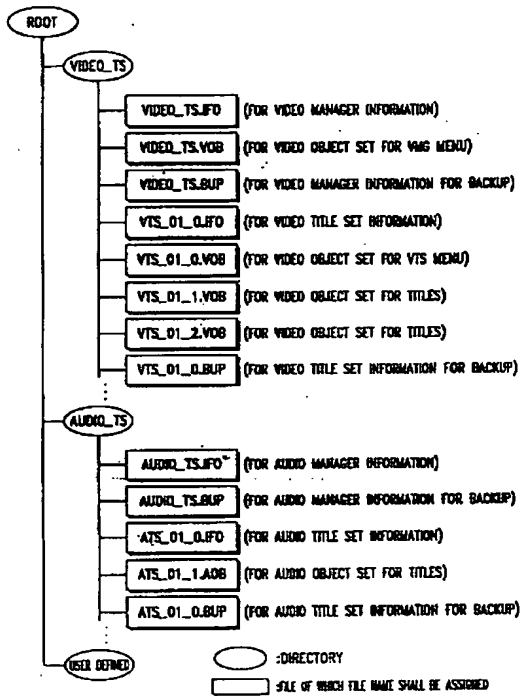 ROOT
VIDEO_TS
VIDEO_TS.IFO (FOR VIDEO MANAGER INFORMATION)
VIDEO_TS.VOB (FOR VIDEO OBJECT SET FOR VMG MENU)
VIDEO_TS.BUP (FOR VIDEO MANAGER INFORMATION FOR BACKUP)
VTS_01_0.IFO (FOR VIDEO TITLE SET INFORMATION)
VTS_01_0.VOB (FOR VIDEO OBJECT SET FOR VTS MENU)
VTS_01_1.VOB (FOR VIDEO OBJECT SET FOR TITLES)
VTS_01_2.VOB (FOR VIDEO OBJECT SET FOR TITLES)
VTS_01_0.BUP (FOR VIDEO TITLE SET INFORMATION FOR BACKUP)
AUDIO_TS
AUDIO_TS.IFO (FOR AUDIO MANAGER INFORMATION)
AUDIO_TS.BUP (FOR AUDIO MANAGER INFORMATION FOR BACKUP)
ATS_01_0.IFO (FOR AUDIO TITLE SET INFORMATION)
ATS_01_1.AOB (FOR AUDIO OBJECT SET FOR TITLES)
ATS_01_0.BUP (FOR AUDIO TITLE SET INFORMATION FOR BACKUP)
USER DEFINED
:DIRECTORY
:FILE OF WHICH FILE NAME SHALL BE ASSIGNED